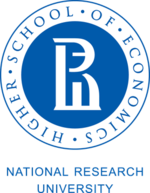 HIGHER • SCHOOL • OF • ECONOMICS •
NATIONAL RESEARCH
UNIVERSITY